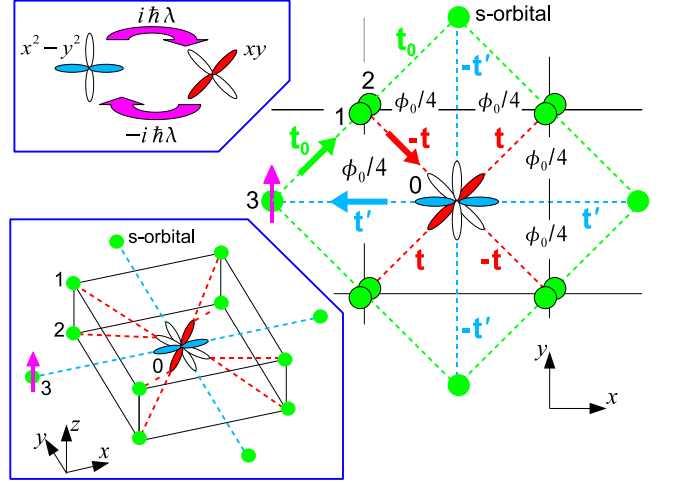 iħλ
x² – y²
xy
–iħλ
s-orbital
t₀
-t'
2
ϕ₀/4
ϕ₀/4
1
-t
t
t₀
ϕ₀/4
ϕ₀/4
0
3
t'
t'
ϕ₀/4
t
-t
-t'
y
x
s-orbital
1
2
0
3
z
y
x